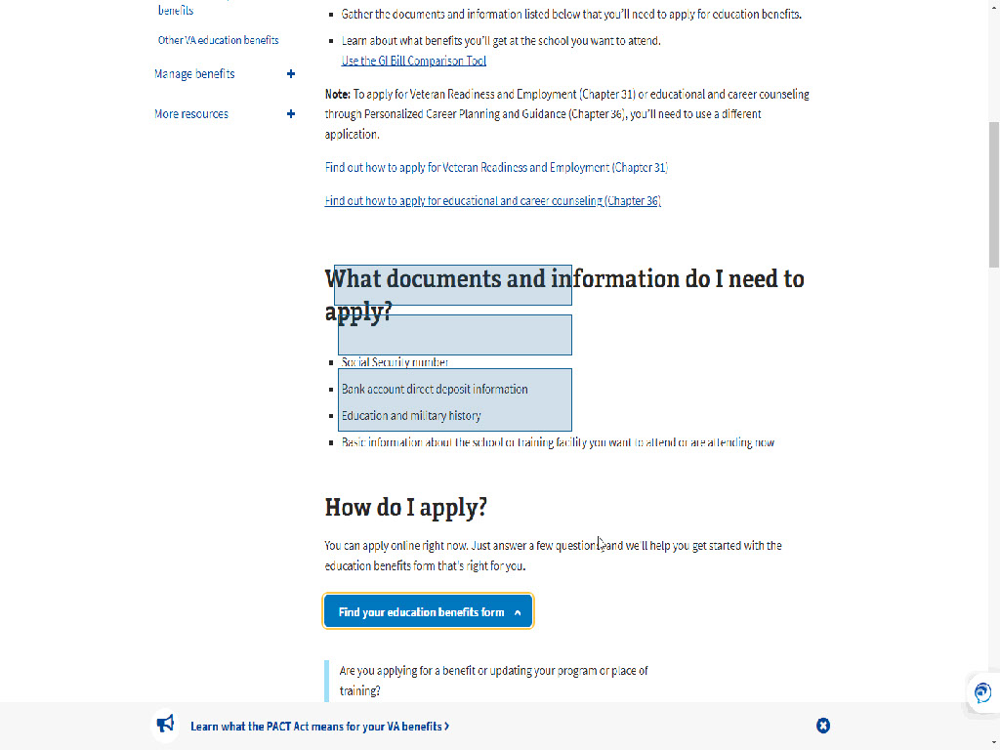 benefits
Other VA education benefits
Manage benefits
More resources
Gather the documents and information listed below that you'll need to apply for education benefits.
Learn about what benefits you'll get at the school you want to attend.
Use the GI Bill Comparison Tool
Note: To apply for Veteran Readiness and Employment (Chapter 31) or educational and career counseling
through Personalized Career Planning and Guidance (Chapter 36), you'll need to use a different
application.
Find out how to apply for Veteran Readiness and Employment (Chapter 31)
Find out how to apply for educational and career counseling (Chapter 36)
What documents and information do I need to
apply?
Social Security number
Bank account direct deposit information
Education and military history
Basic information about the school or training facility you want to attend or are attending now
How do I apply?
You can apply online right now. Just answer a few questions, and we'll help you get started with the
education benefits form that's right for you.
Find your education benefits form
Are you applying for a benefit or updating your program or place of
training?
Learn what the PACT Act means for your VA benefits